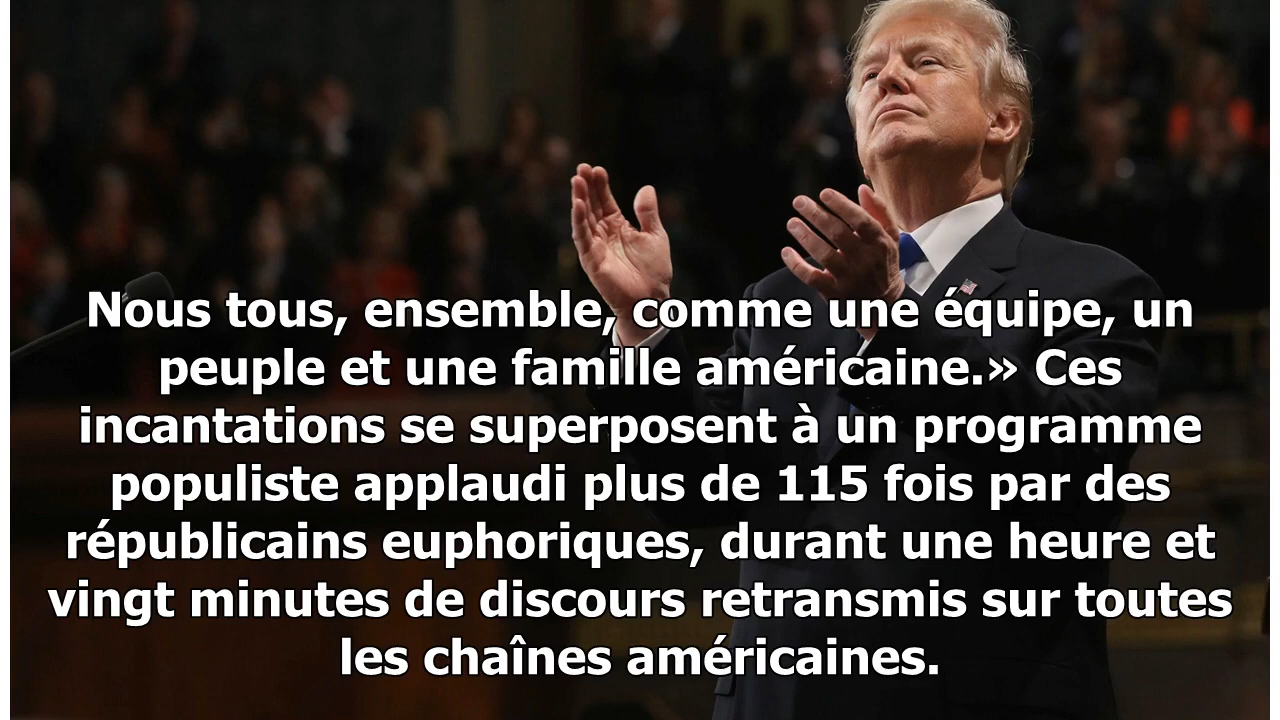 Nous tous, ensemble, comme une équipe, un
peuple et une famille américaine.» Ces
incantations se superposent à un programme
populiste applaudi plus de 115 fois par des
républicains euphoriques, durant une heure et
vingt minutes de discours retransmis sur toutes
les chaînes américaines.